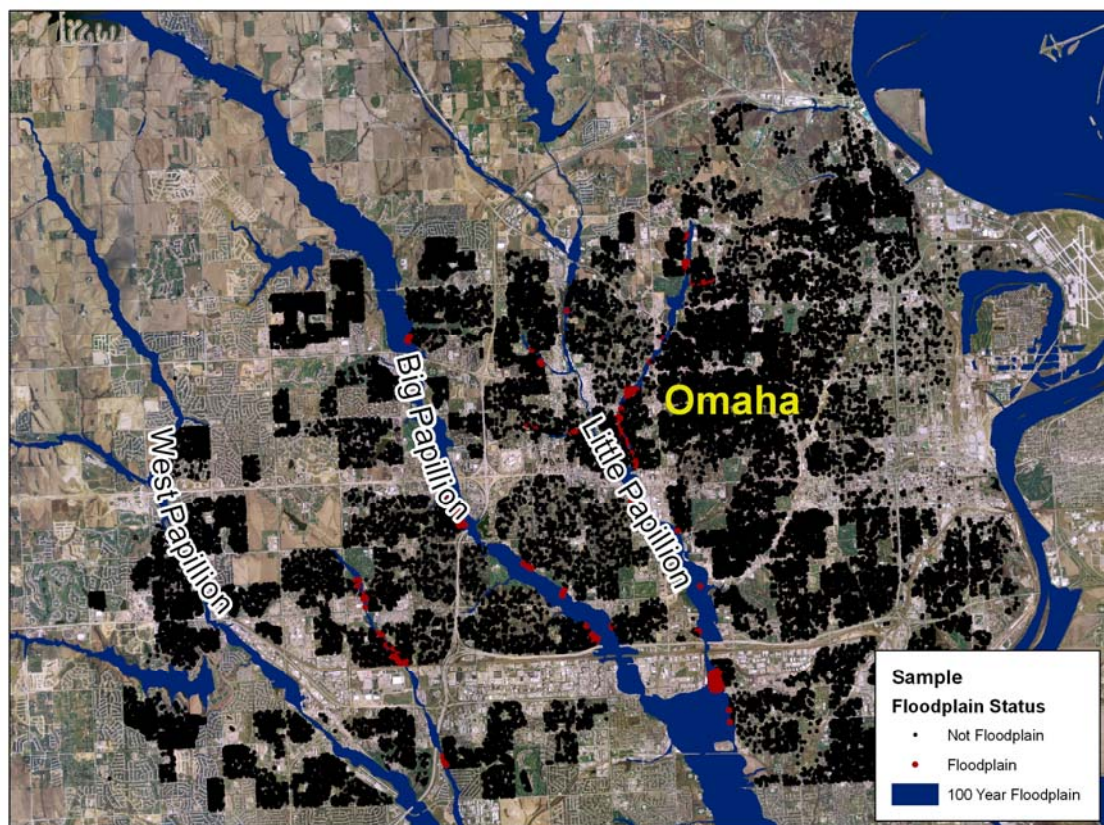 Omaha
Big Papillion
Little Papillion
West Papillion
Sample
Floodplain Status
Not Floodplain
Floodplain
100 Year Floodplain